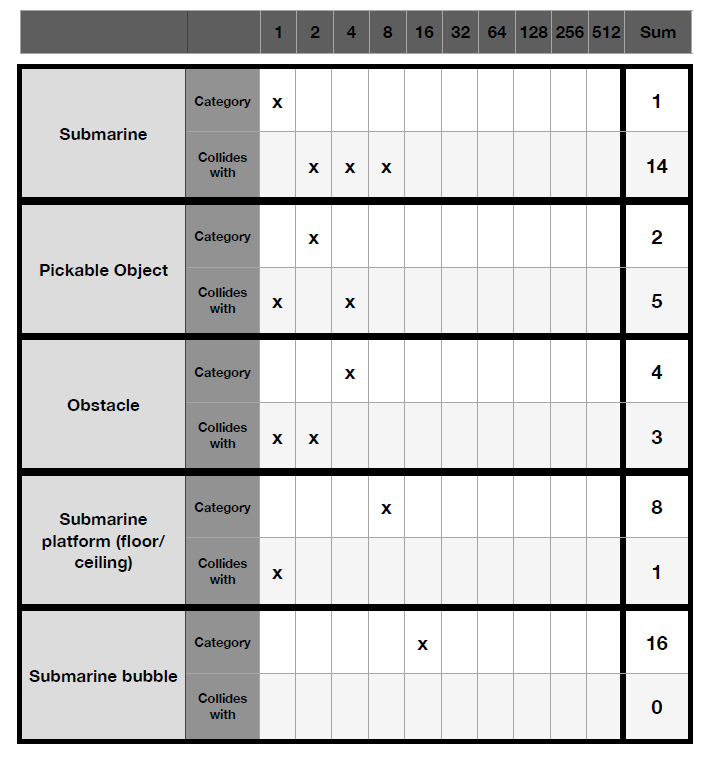 1 2 4 8 16 32 64 128 256 512 Sum
Submarine
Category x 1
Collides
with x x x 14
Pickable Object
Category x 2
Collides
with x x 5
Obstacle
Category x 4
Collides
with x x 3
Submarine
platform (floor/
ceiling)
Category x 8
Collides
with x 1
Submarine bubble
Category x 16
Collides
with 0